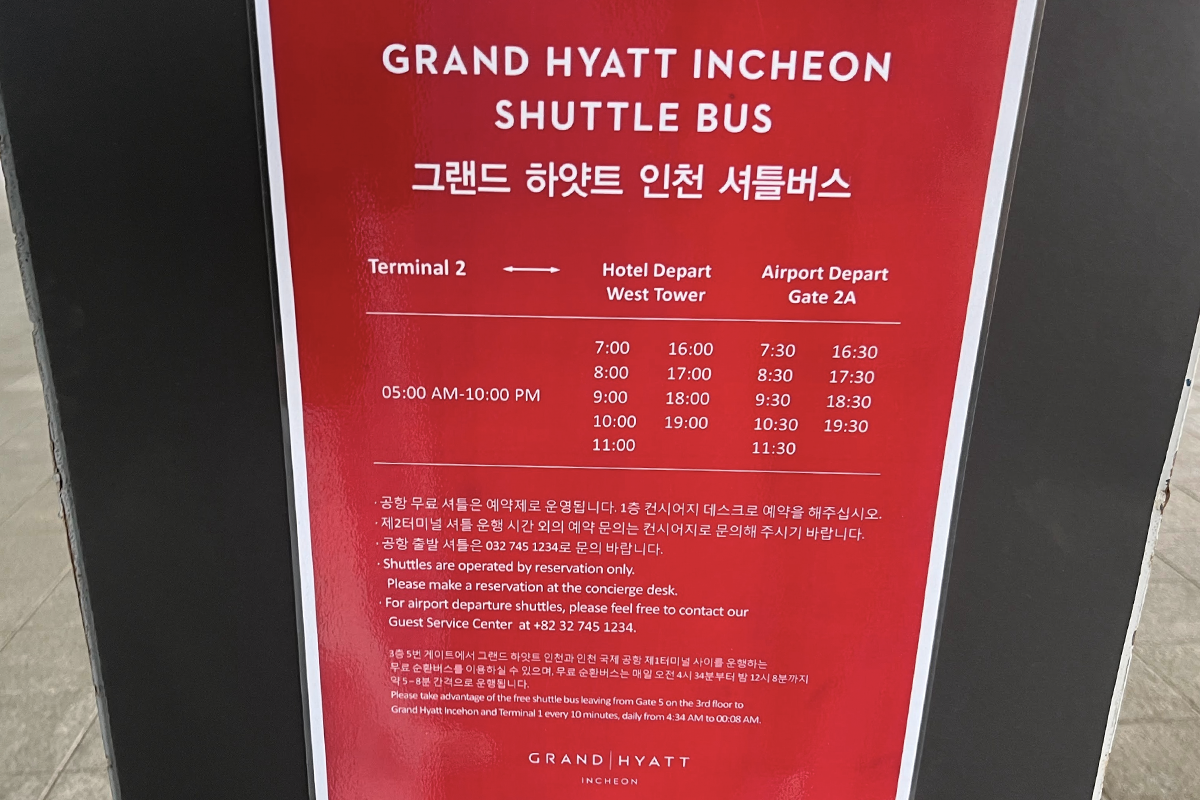 GRAND HYATT INCHEON
SHUTTLE BUS
그랜드 하얏트 인천 셔틀버스
Terminal 2 ⟷ Hotel Depart Airport Depart
West Tower Gate 2A
7:00 16:00 7:30 16:30
8:00 17:00 8:30 17:30
05:00 AM-10:00 PM 9:00 18:00 9:30 18:30
10:00 19:00 10:30 19:30
11:00 11:30
· 공항 무료 셔틀은 예약제로 운영됩니다. 1층 컨시어지 데스크로 예약을 해주십시오.
· 제2터미널 셔틀 운행 시간 외의 예약 문의는 컨시어지로 문의해 주시기 바랍니다.
· 공항 출발 셔틀은 032 745 1234로 문의 바랍니다.
· Shuttles are operated by reservation only.
Please make a reservation at the concierge desk.
· For airport departure shuttles, please feel free to contact our
Guest Service Center at +82 32 745 1234.
3층 5번 게이트에서 그랜드 하얏트 인천과 인천 국제 공항 제1터미널 사이를 운행하는
무료 순환버스를 이용하실 수 있으며, 무료 순환버스는 매일 오전 4시 34분부터 밤 12시 8분까지
약 5-8분 간격으로 운행됩니다.
Please take advantage of the free shuttle bus leaving from Gate 5 on the 3rd floor to
Grand Hyatt Incehon and Terminal 1 every 10 minutes, daily from 4:34 AM to 00:08 AM.
GRAND | HYATT
INCHEON